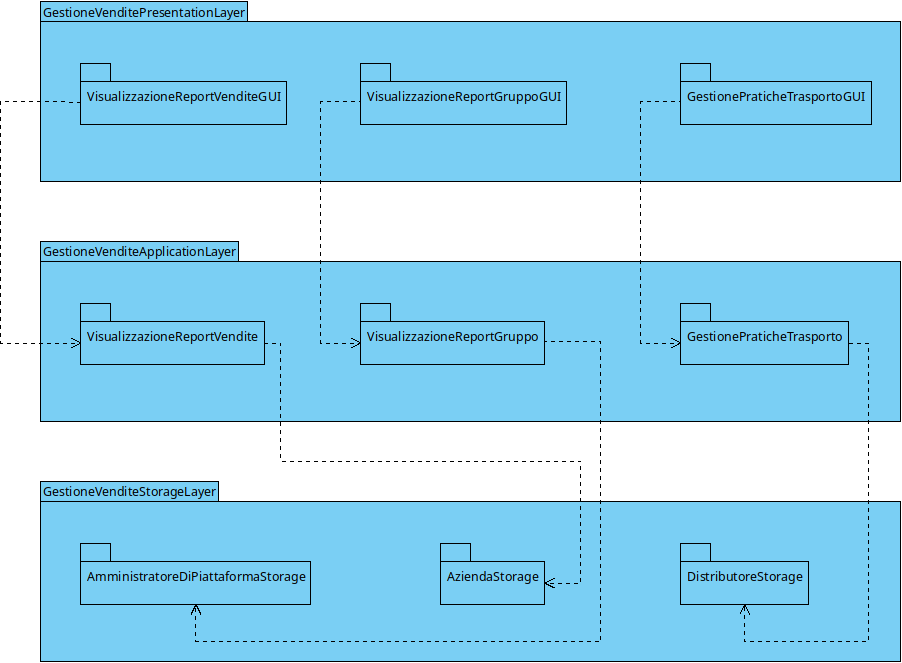 GestioneVenditePresentationLayer
VisualizzazioneReportVenditeGUI
VisualizzazioneReportGruppoGUI
GestionePraticheTrasportoGUI
GestioneVenditeApplicationLayer
VisualizzazioneReportVendite
VisualizzazioneReportGruppo
GestionePraticheTrasporto
GestioneVenditeStorageLayer
AmministratoreDiPiattaformaStorage
AziendaStorage
DistributoreStorage